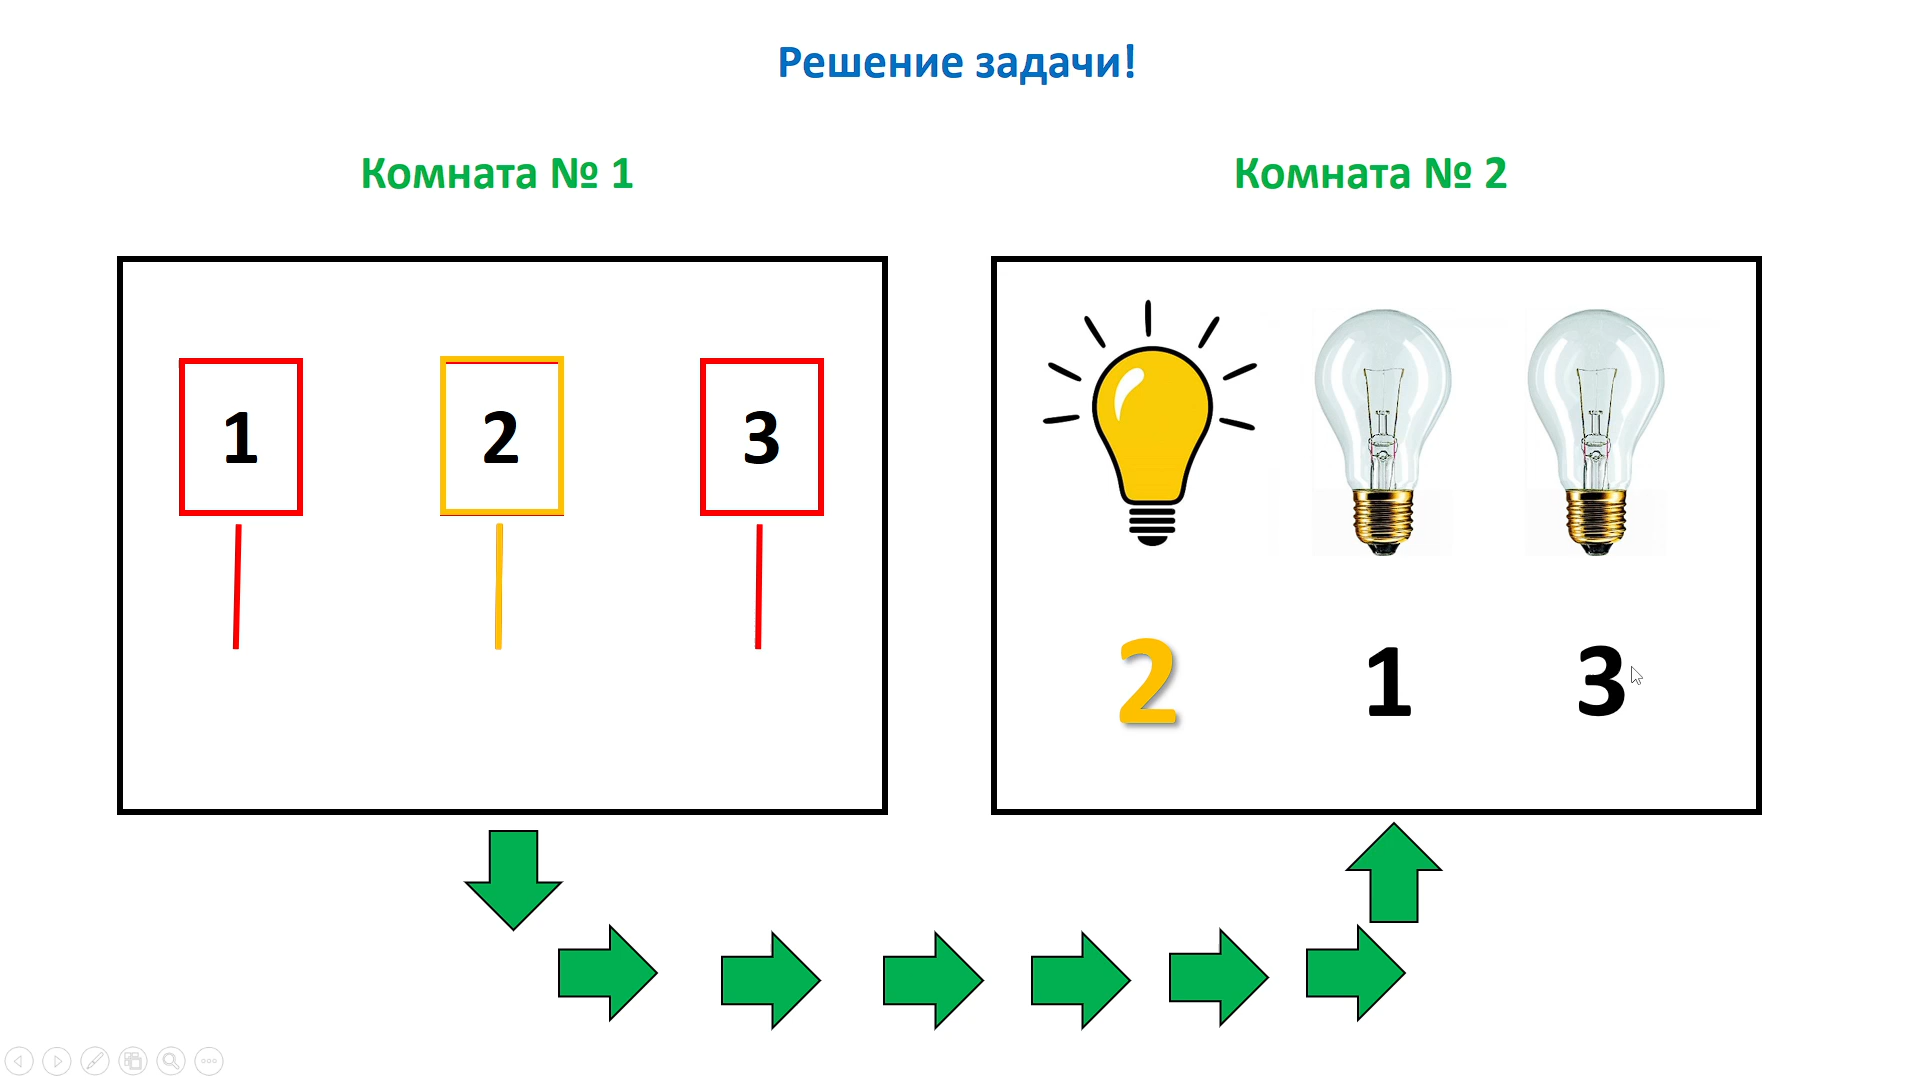 Решение задачи!
Комната № 1
Комната № 2
1 2 3
2 1 3